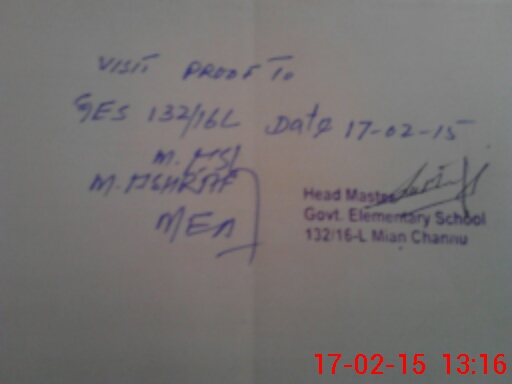 VISIT PROOF TO
GES 132/16L Date 17-02-15
M. ASHRAF
MEA
Head Master
Govt. Elementary School
132/16-L Mian Channu
17-02-15 13:16